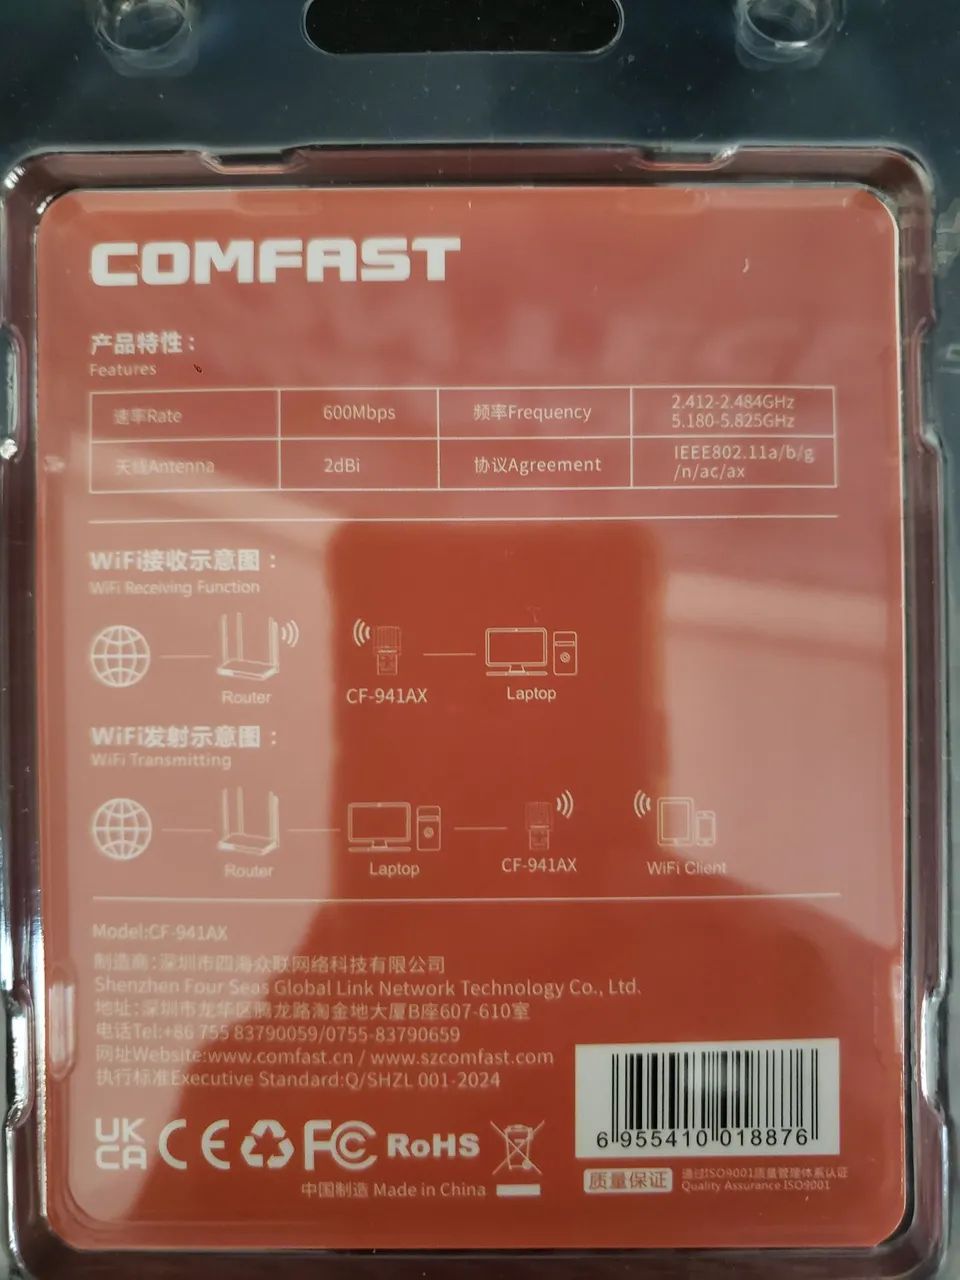 COMFAST
产品特性：
Features
速率Rate 600Mbps 频率Frequency 2.412-2.484GHz
5.180-5.825GHz
天线Antenna 2dBi 协议Agreement IEEE802.11a/b/g
/n/ac/ax
WiFi接收示意图：
WiFi Receiving Function
Router CF-941AX Laptop
WiFi发射示意图：
WiFi Transmitting
Router Laptop CF-941AX WiFi Client
Model:CF-941AX
制造商:深圳市四海众联网络科技有限公司
Shenzhen Four Seas Global Link Network Technology Co., Ltd.
地址:深圳市龙华区腾龙路淘金地大厦B座607-610室
电话Tel:+86 755 83790059/0755-83790659
网址Website:www.comfast.cn / www.szcomfast.com
执行标准Executive Standard:Q/SHZL 001-2024
UK
CA CE FC RoHS
6 955410 018876
中国制造 Made in China
质量保证 通过ISO9001质量管理体系认证
Quality Assurance ISO9001